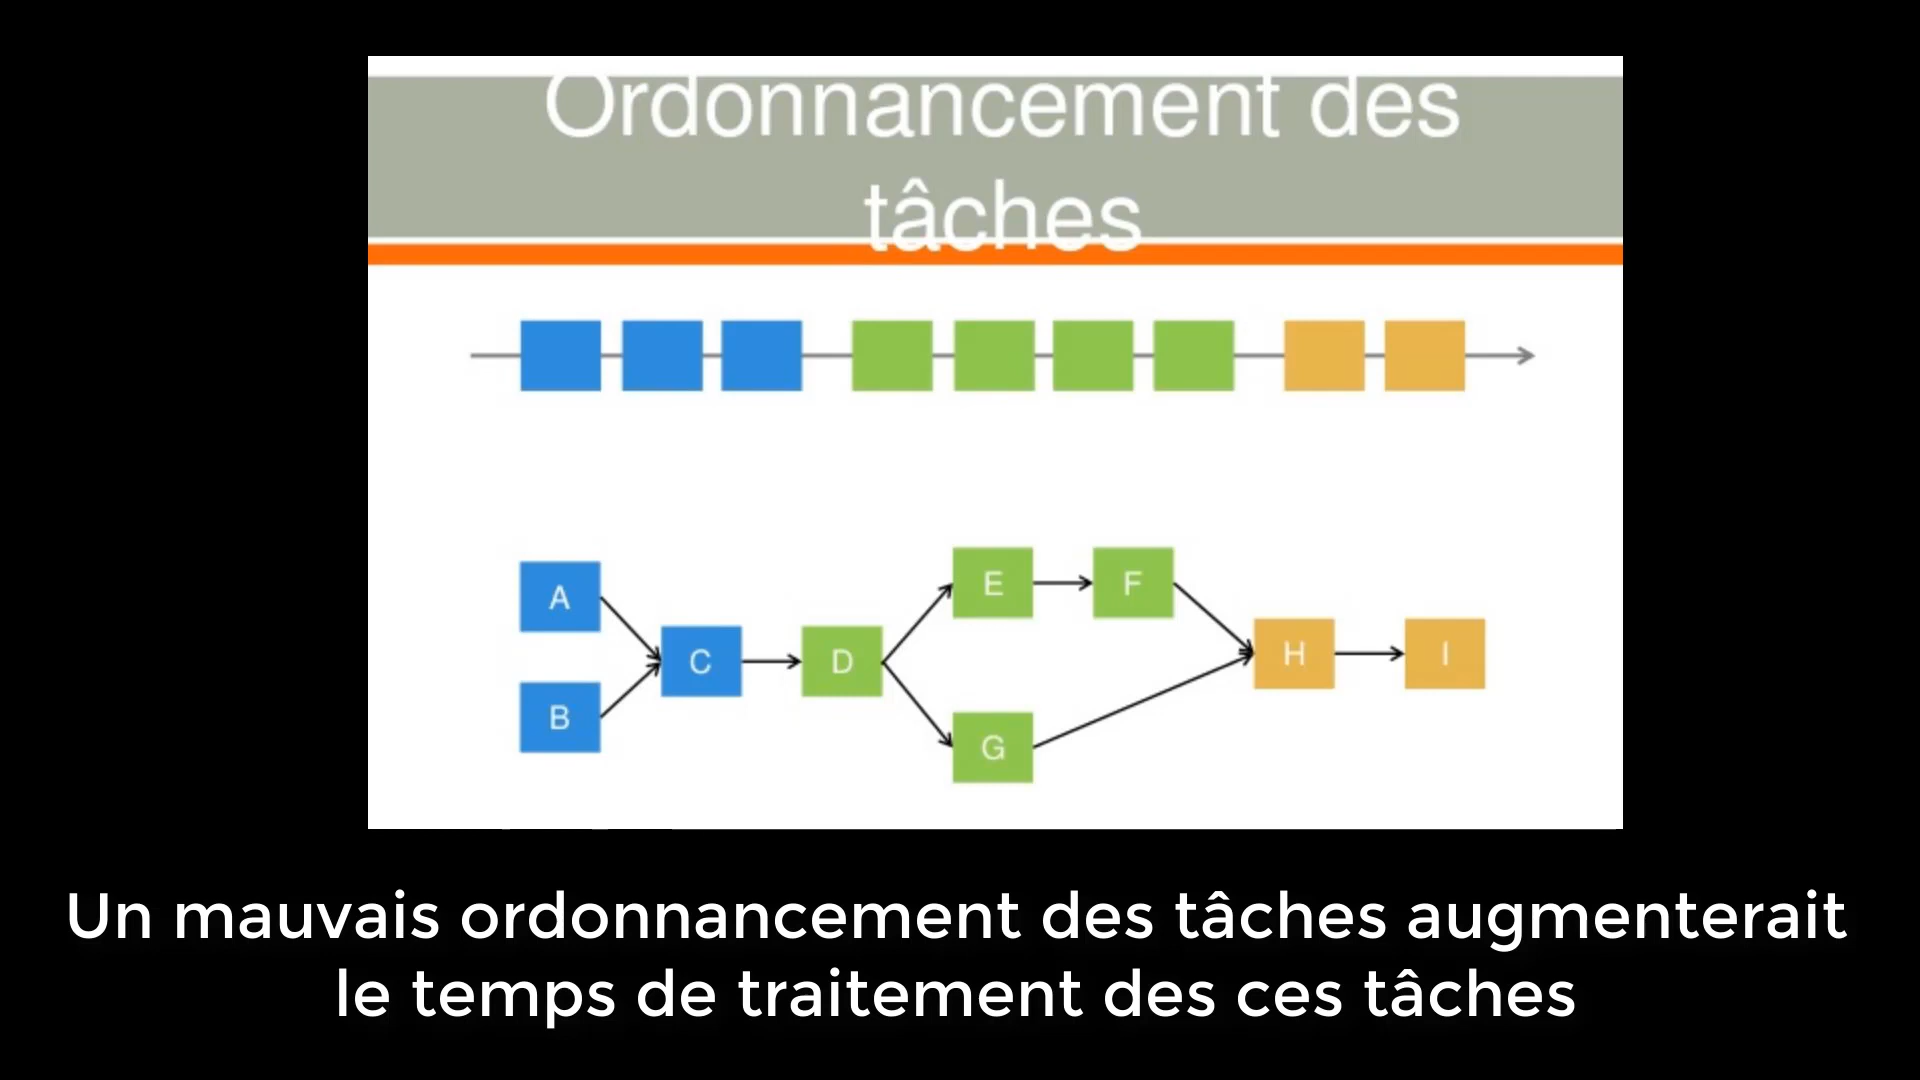 Ordonnancement des
tâches
A
B
C
D
E
F
G
H
I
Un mauvais ordonnancement des tâches augmenterait
le temps de traitement des ces tâches